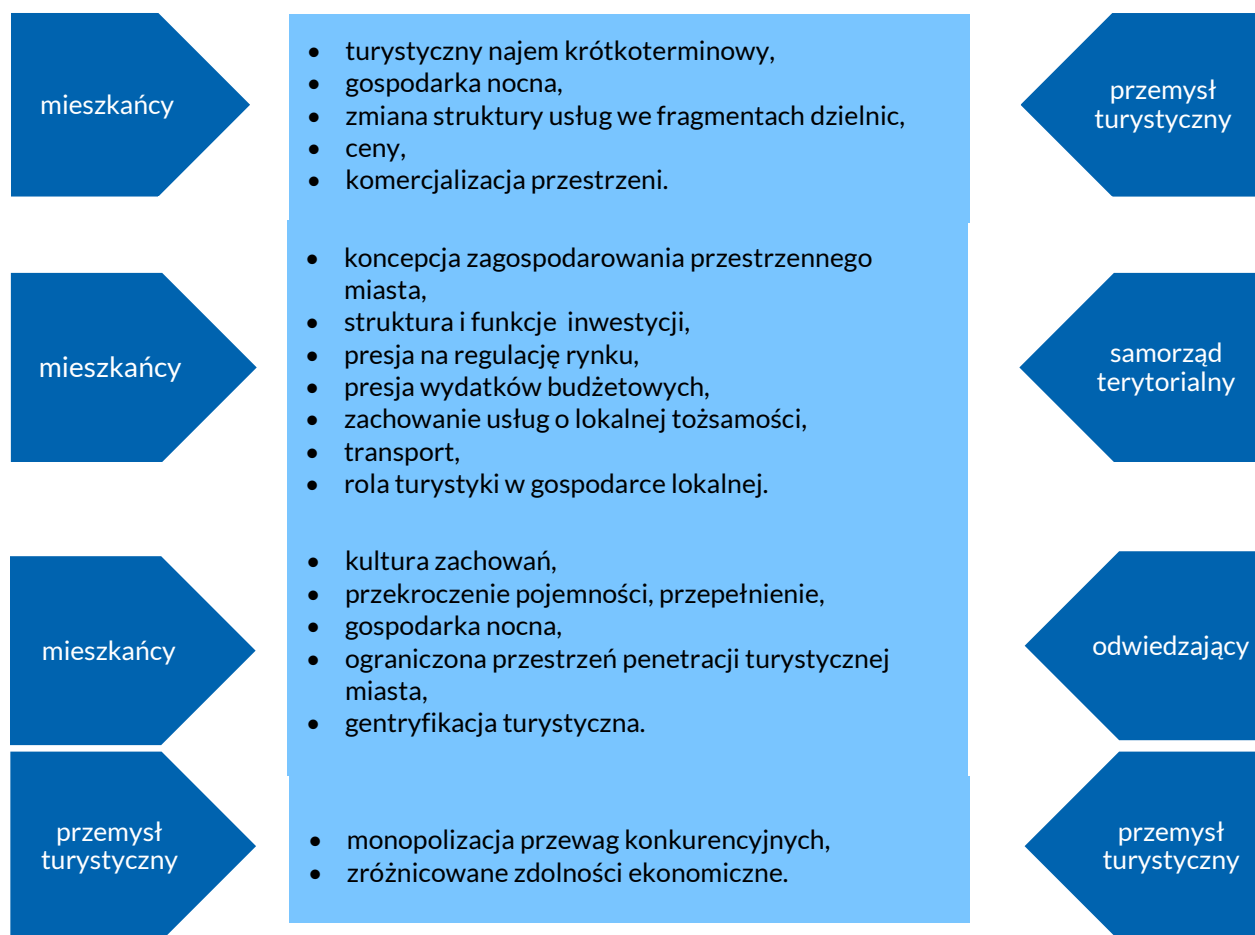 mieszkańcy
• turystyczny najem krótkoterminowy,
• gospodarka nocna,
• zmiana struktury usług we fragmentach dzielnic,
• ceny,
• komercjalizacja przestrzeni.
przemysł
turystyczny
mieszkańcy
• koncepcja zagospodarowania przestrzennego
miasta,
• struktura i funkcje inwestycji,
• presja na regulację rynku,
• presja wydatków budżetowych,
• zachowanie usług o lokalnej tożsamości,
• transport,
• rola turystyki w gospodarce lokalnej.
samorząd
terytorialny
mieszkańcy
• kultura zachowań,
• przekroczenie pojemności, przepełnienie,
• gospodarka nocna,
• ograniczona przestrzeń penetracji turystycznej
miasta,
• gentryfikacja turystyczna.
odwiedzający
przemysł
turystyczny
• monopolizacja przewag konkurencyjnych,
• zróżnicowane zdolności ekonomiczne.
przemysł
turystyczny